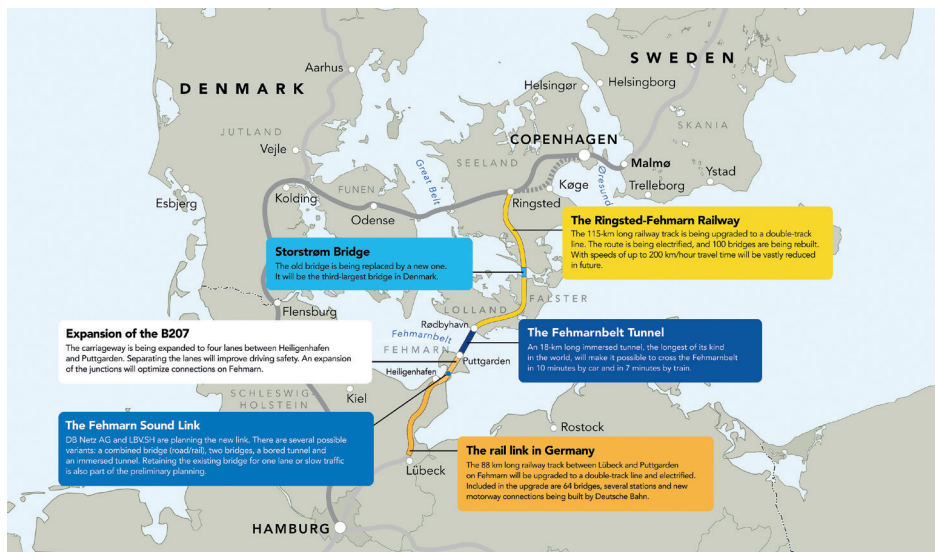 SWEDEN
Aarhus
Helsingør
Helsingborg
DENMARK
SKANIA
JUTLAND
COPENHAGEN
Vejle
SEELAND
Malmø
Great Belt
Øresund
Ystad
FUNEN
Køge
Trelleborg
Esbjerg
Kolding
Ringsted
Odense
The Ringsted-Fehmarn Railway
The 115-km long railway track is being upgraded to a double-track
line. The route is being electrified, and 100 bridges are being rebuilt.
With speeds of up to 200 km/hour travel time will be vastly reduced
in future.
Storstrøm Bridge
The old bridge is being replaced by a new one.
It will be the third-largest bridge in Denmark.
FALSTER
Flensburg
LOLLAND
Rødbyhavn
Expansion of the B207
The carriageway is being expanded to four lanes between Heiligenhafen
and Puttgarden. Separating the lanes will improve driving safety. An expansion
of the junctions will optimize connections on Fehmarn.
Fehmarnbelt
FEHMARN
Puttgarden
Heiligenhafen
The Fehmarnbelt Tunnel
An 18-km long immersed tunnel, the longest of its kind
in the world, will make it possible to cross the Fehmarnbelt
in 10 minutes by car and in 7 minutes by train.
SCHLESWIG-
HOLSTEIN
Kiel
The Fehmarn Sound Link
DB Netz AG and LBV.SH are planning the new link. There are several possible
variants: a combined bridge (road/rail), two bridges, a bored tunnel and
an immersed tunnel. Retaining the existing bridge for one lane or slow traffic
is also part of the preliminary planning.
Rostock
Lübeck
The rail link in Germany
The 88 km long railway track between Lübeck and Puttgarden
on Fehmarn will be upgraded to a double-track line and electrified.
Included in the upgrade are 64 bridges, several stations and new
motorway connections being built by Deutsche Bahn.
HAMBURG